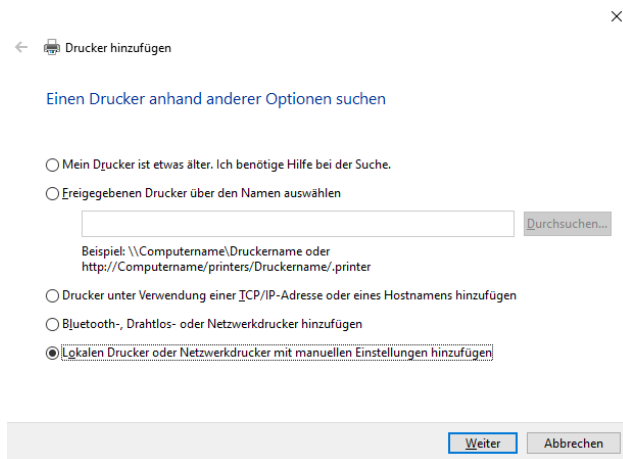 Drucker hinzufügen
Einen Drucker anhand anderer Optionen suchen
Mein Drucker ist etwas älter. Ich benötige Hilfe bei der Suche.
Freigegebenen Drucker über den Namen auswählen
Durchsuchen...
Beispiel: \\Computername\Druckername oder
http://Computername/printers/Druckername/.printer
Drucker unter Verwendung einer TCP/IP-Adresse oder eines Hostnamens hinzufügen
Bluetooth-, Drahtlos- oder Netzwerkdrucker hinzufügen
Lokalen Drucker oder Netzwerkdrucker mit manuellen Einstellungen hinzufügen
Weiter
Abbrechen